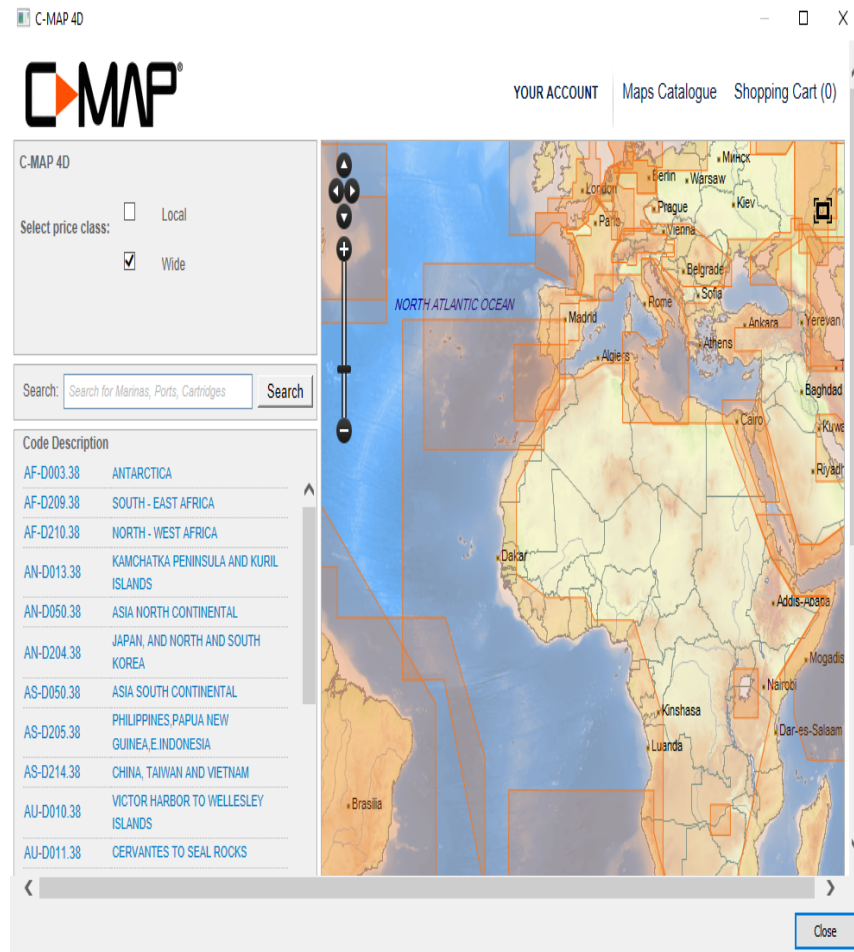 C-MAP 4D
C-MAP®
YOUR ACCOUNT
Maps Catalogue
Shopping Cart (0)
C-MAP 4D
Select price class:
Local
Wide
Search:
Search for Marinas, Ports, Cartridges
Search
Code Description
AF-D003.38 ANTARCTICA
AF-D209.38 SOUTH - EAST AFRICA
AF-D210.38 NORTH - WEST AFRICA
AN-D013.38 KAMCHATKA PENINSULA AND KURIL
ISLANDS
AN-D050.38 ASIA NORTH CONTINENTAL
AN-D204.38 JAPAN, AND NORTH AND SOUTH
KOREA
AS-D050.38 ASIA SOUTH CONTINENTAL
AS-D205.38 PHILIPPINES,PAPUA NEW
GUINEA,E.INDONESIA
AS-D214.38 CHINA, TAIWAN AND VIETNAM
AU-D010.38 VICTOR HARBOR TO WELLESLEY
ISLANDS
AU-D011.38 CERVANTES TO SEAL ROCKS
Минск
Berlin
Warsaw
London
Prague
Kiev
Paris
Vienna
Belgrade
NORTH ATLANTIC OCEAN
Rome
Sofia
Madrid
Ankara
Yerevan
Athens
Algiers
Baghdad
Cairo
Kuwa
Riyadh
Dakar
Addis-Ababa
Mogadis
Nairobi
Kinshasa
Dar-es-Salaam
Luanda
Brasilia
Close